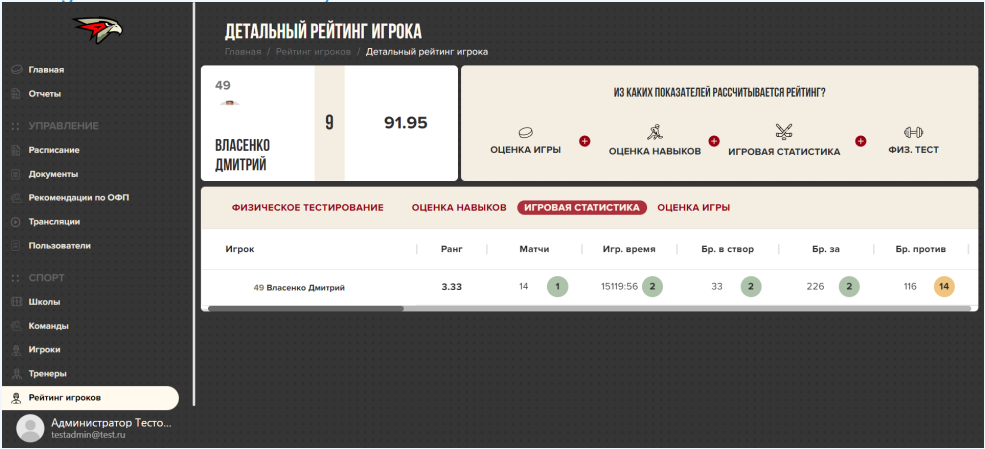 ДЕТАЛЬНЫЙ РЕЙТИНГ ИГРОКА
Главная / Рейтинг игроков / Детальный рейтинг игрока
Главная
Отчеты
:: УПРАВЛЕНИЕ
Расписание
Документы
Рекомендации по ОФП
Трансляции
Пользователи
:: СПОРТ
Школы
Команды
Игроки
Тренеры
Рейтинг игроков
Администратор Тесто...
testadmin@test.ru
49
ВЛАСЕНКО
ДМИТРИЙ
9
91.95
ИЗ КАКИХ ПОКАЗАТЕЛЕЙ РАССЧИТЫВАЕТСЯ РЕЙТИНГ?
ОЦЕНКА ИГРЫ + ОЦЕНКА НАВЫКОВ + ИГРОВАЯ СТАТИСТИКА + ФИЗ. ТЕСТ
ФИЗИЧЕСКОЕ ТЕСТИРОВАНИЕ ОЦЕНКА НАВЫКОВ ИГРОВАЯ СТАТИСТИКА ОЦЕНКА ИГРЫ
Игрок Ранг Матчи Игр. время Бр. в створ Бр. за Бр. против
49 Власенко Дмитрий 3.33 14 1 15119:56 2 33 2 226 2 116 14